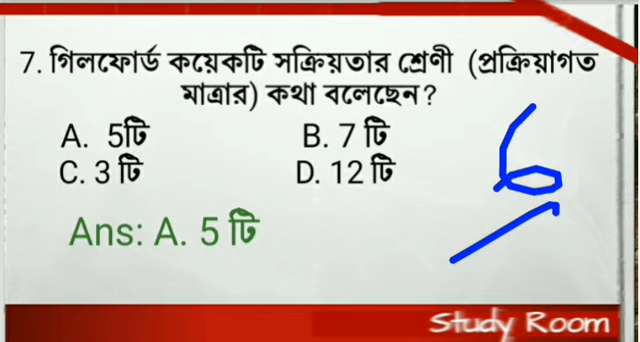 7. গিলফোর্ড কয়েকটি সক্রিয়তার শ্রেণী (প্রক্রিয়াগত
মাত্রার) কথা বলেছেন?
A. 5টি B. 7 টি
C. 3 টি D. 12 টি
6
Ans: A. 5 টি
Study Room